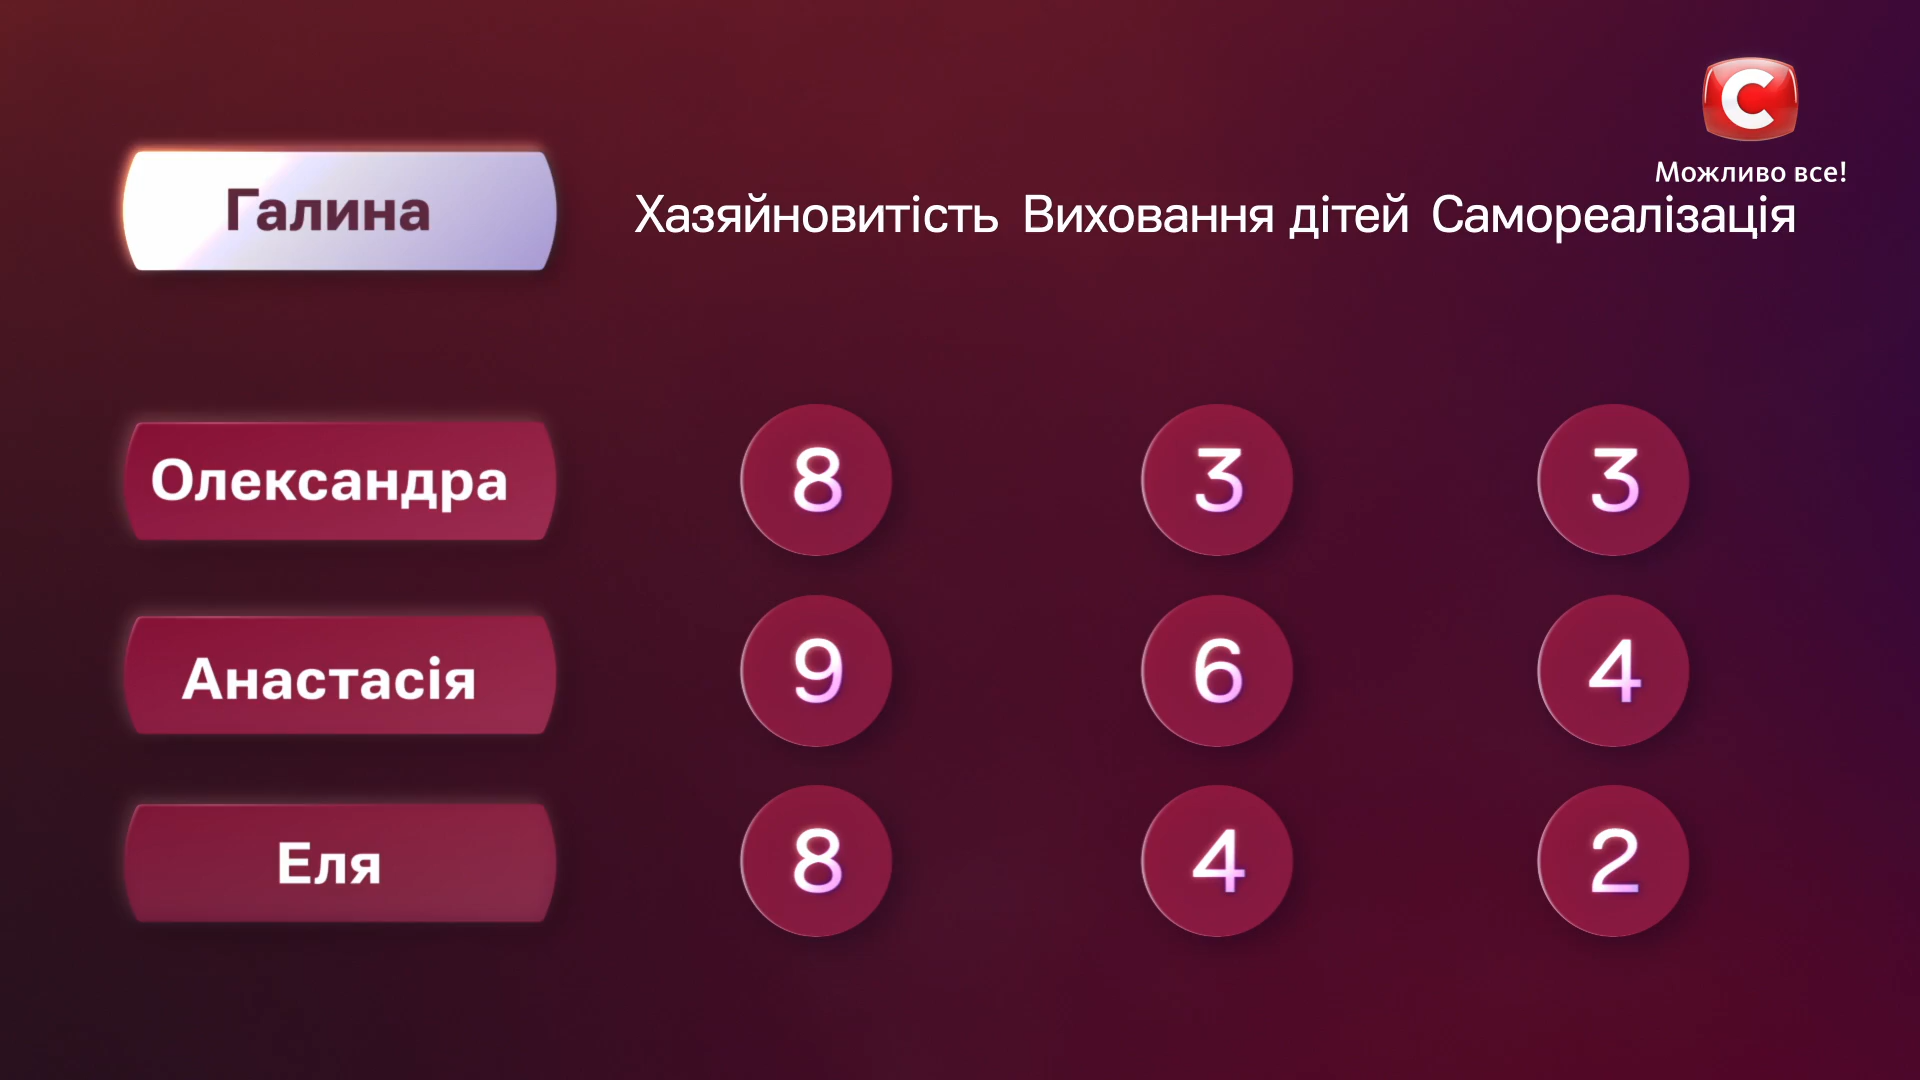 С
Можливо все!
Галина Хазяйновитість Виховання дітей Самореалізація
Олександра 8 3 3
Анастасія 9 6 4
Еля 8 4 2